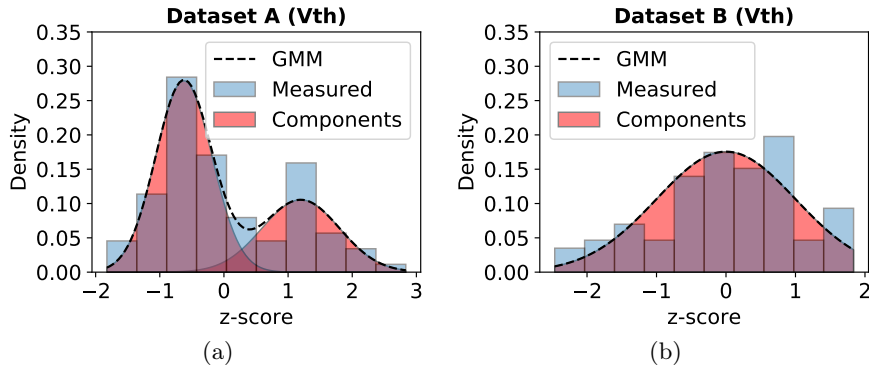 Dataset A (Vth)
0.35
0.30
0.25
0.20
0.15
0.10
0.05
0.00
Density
GMM
Measured
Components
−2 −1 0 1 2 3
z-score
(a)
Dataset B (Vth)
0.35
0.30
0.25
0.20
0.15
0.10
0.05
0.00
Density
GMM
Measured
Components
−2 −1 0 1 2
z-score
(b)